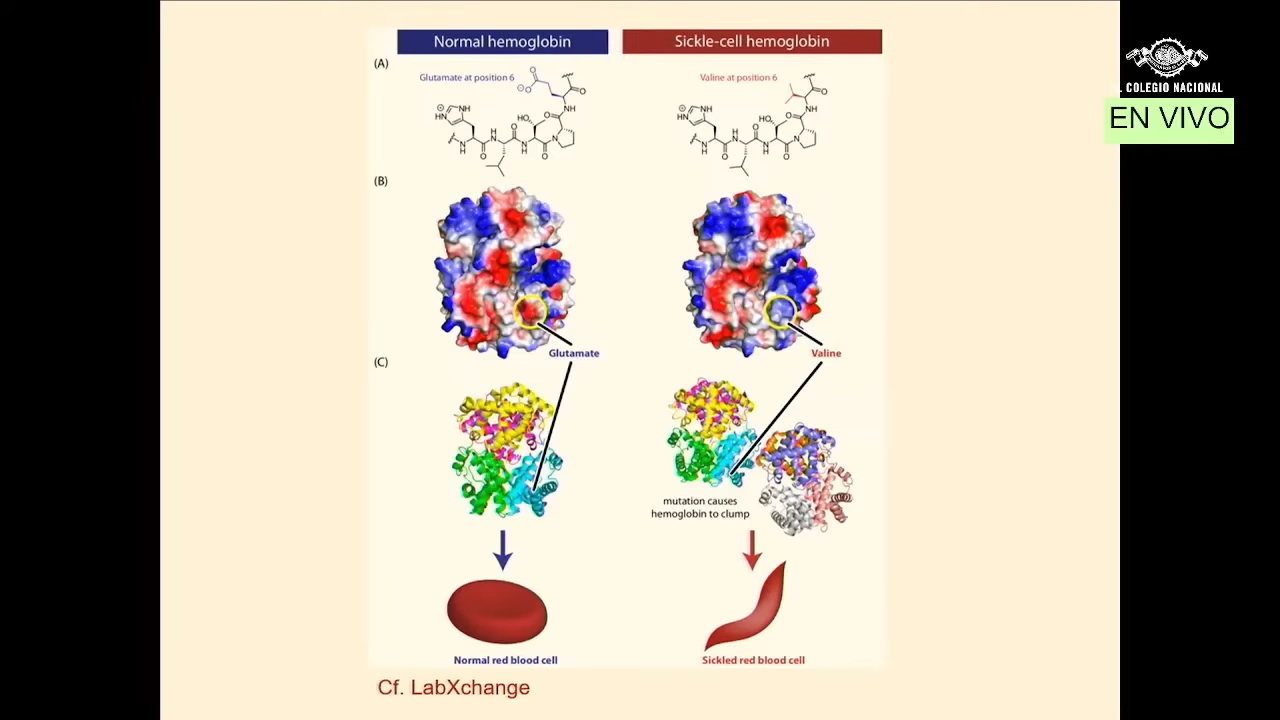 Normal hemoglobin
Sickle-cell hemoglobin
(A)
Glutamate at position 6
Valine at position 6
(B)
Glutamate
Valine
(C)
mutation causes
hemoglobin to clump
Normal red blood cell
Sickled red blood cell
Cf. LabXchange
L COLEGIO NACIONAL
EN VIVO